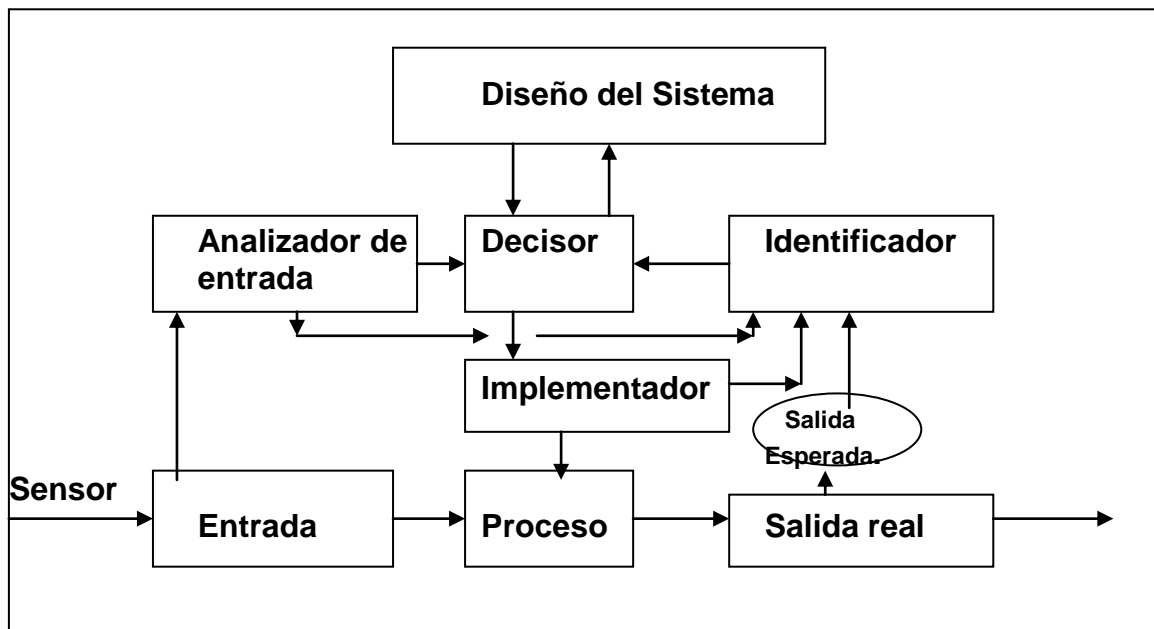 Diseño del Sistema
Analizador de
entrada
Decisor
Identificador
Implementador
Salida
Esperada.
Sensor
Entrada
Proceso
Salida real